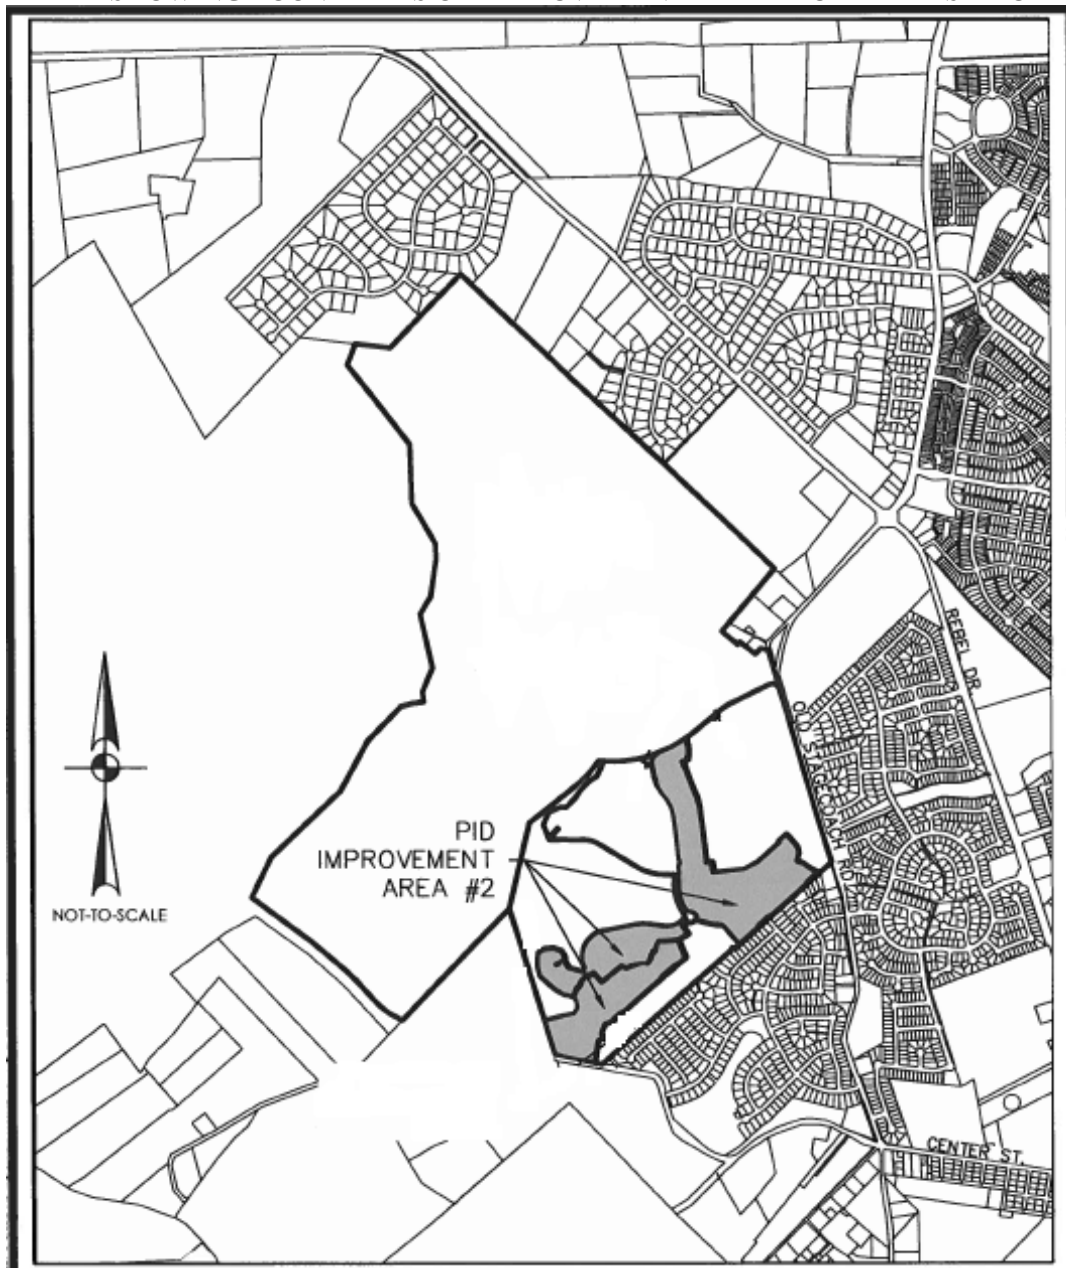 REBEL DR.
OLD STAGECOACH RD
PID
IMPROVEMENT
AREA #2
NOT-TO-SCALE
CENTER ST.